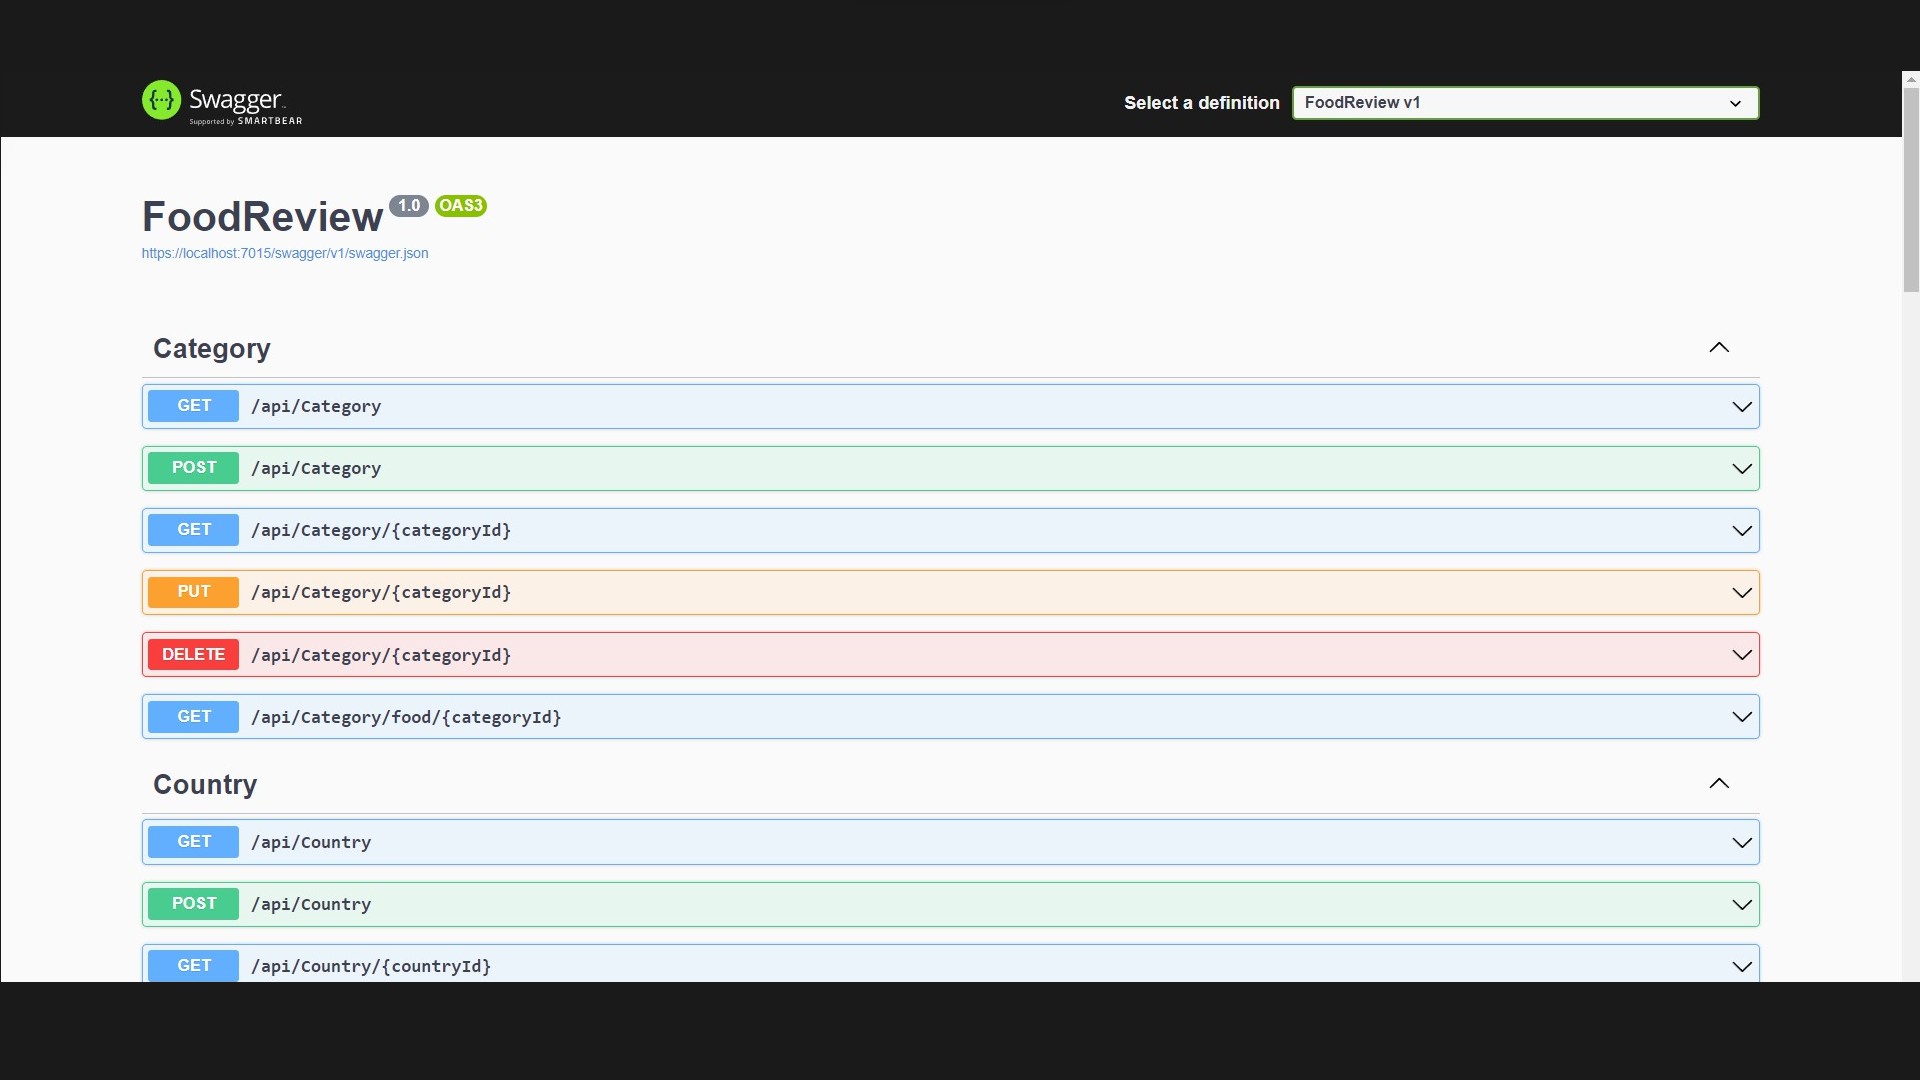 {···} Swagger
Supported by SMARTBEAR
Select a definition
FoodReview v1
FoodReview 1.0 OAS3
https://localhost:7015/swagger/v1/swagger.json
Category
GET /api/Category
POST /api/Category
GET /api/Category/{categoryId}
PUT /api/Category/{categoryId}
DELETE /api/Category/{categoryId}
GET /api/Category/food/{categoryId}
Country
GET /api/Country
POST /api/Country
GET /api/Country/{countryId}